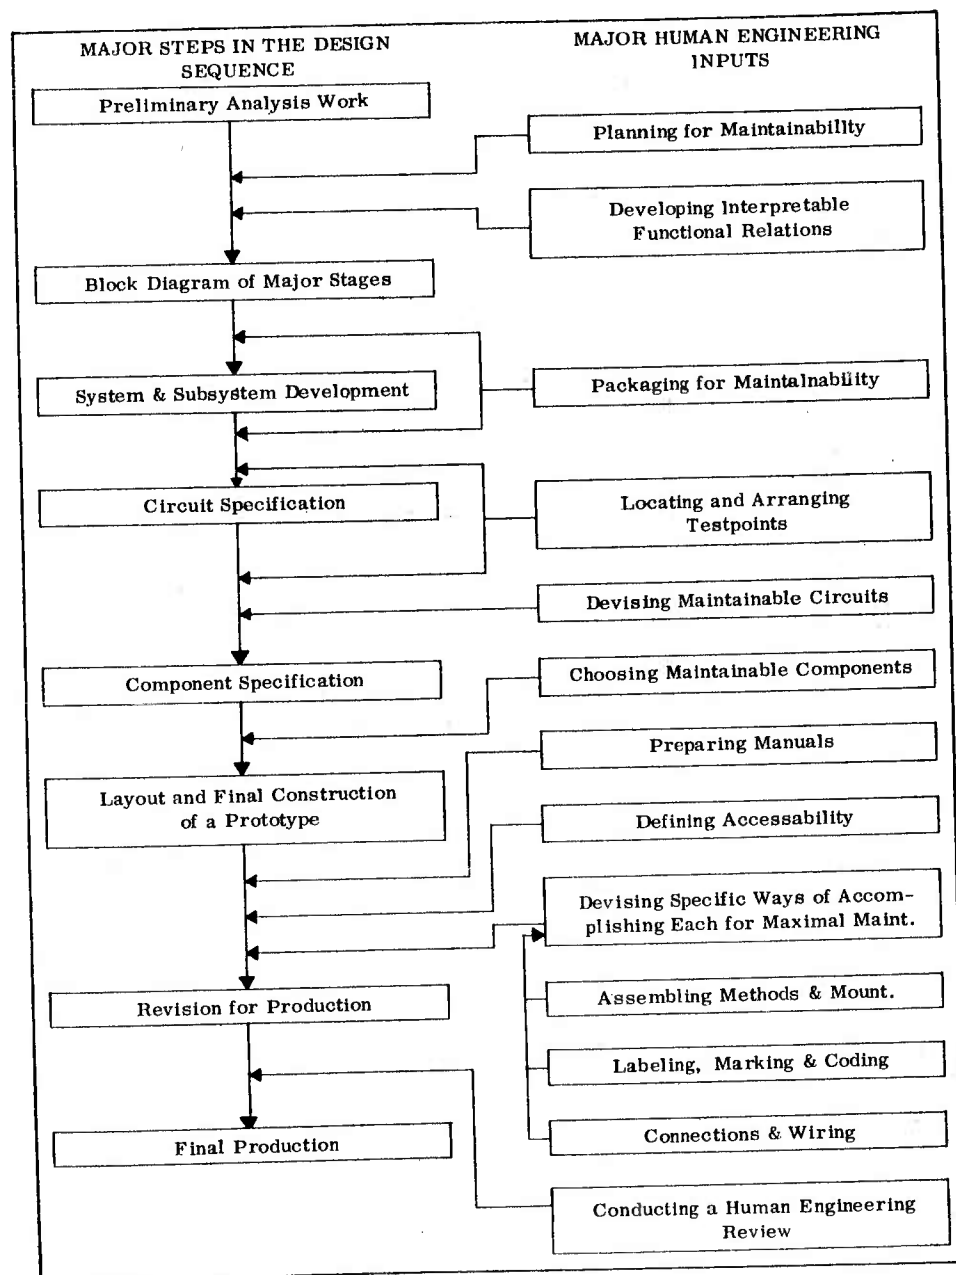 MAJOR STEPS IN THE DESIGN
SEQUENCE
Preliminary Analysis Work
Block Diagram of Major Stages
System & Subsystem Development
Circuit Specification
Component Specification
Layout and Final Construction
of a Prototype
Revision for Production
Final Production
MAJOR HUMAN ENGINEERING
INPUTS
Planning for Maintainability
Developing Interpretable
Functional Relations
Packaging for Maintainability
Locating and Arranging
Testpoints
Devising Maintainable Circuits
Choosing Maintainable Components
Preparing Manuals
Defining Accessability
Devising Specific Ways of Accom-
plishing Each for Maximal Maint.
Assembling Methods & Mount.
Labeling, Marking & Coding
Connections & Wiring
Conducting a Human Engineering
Review